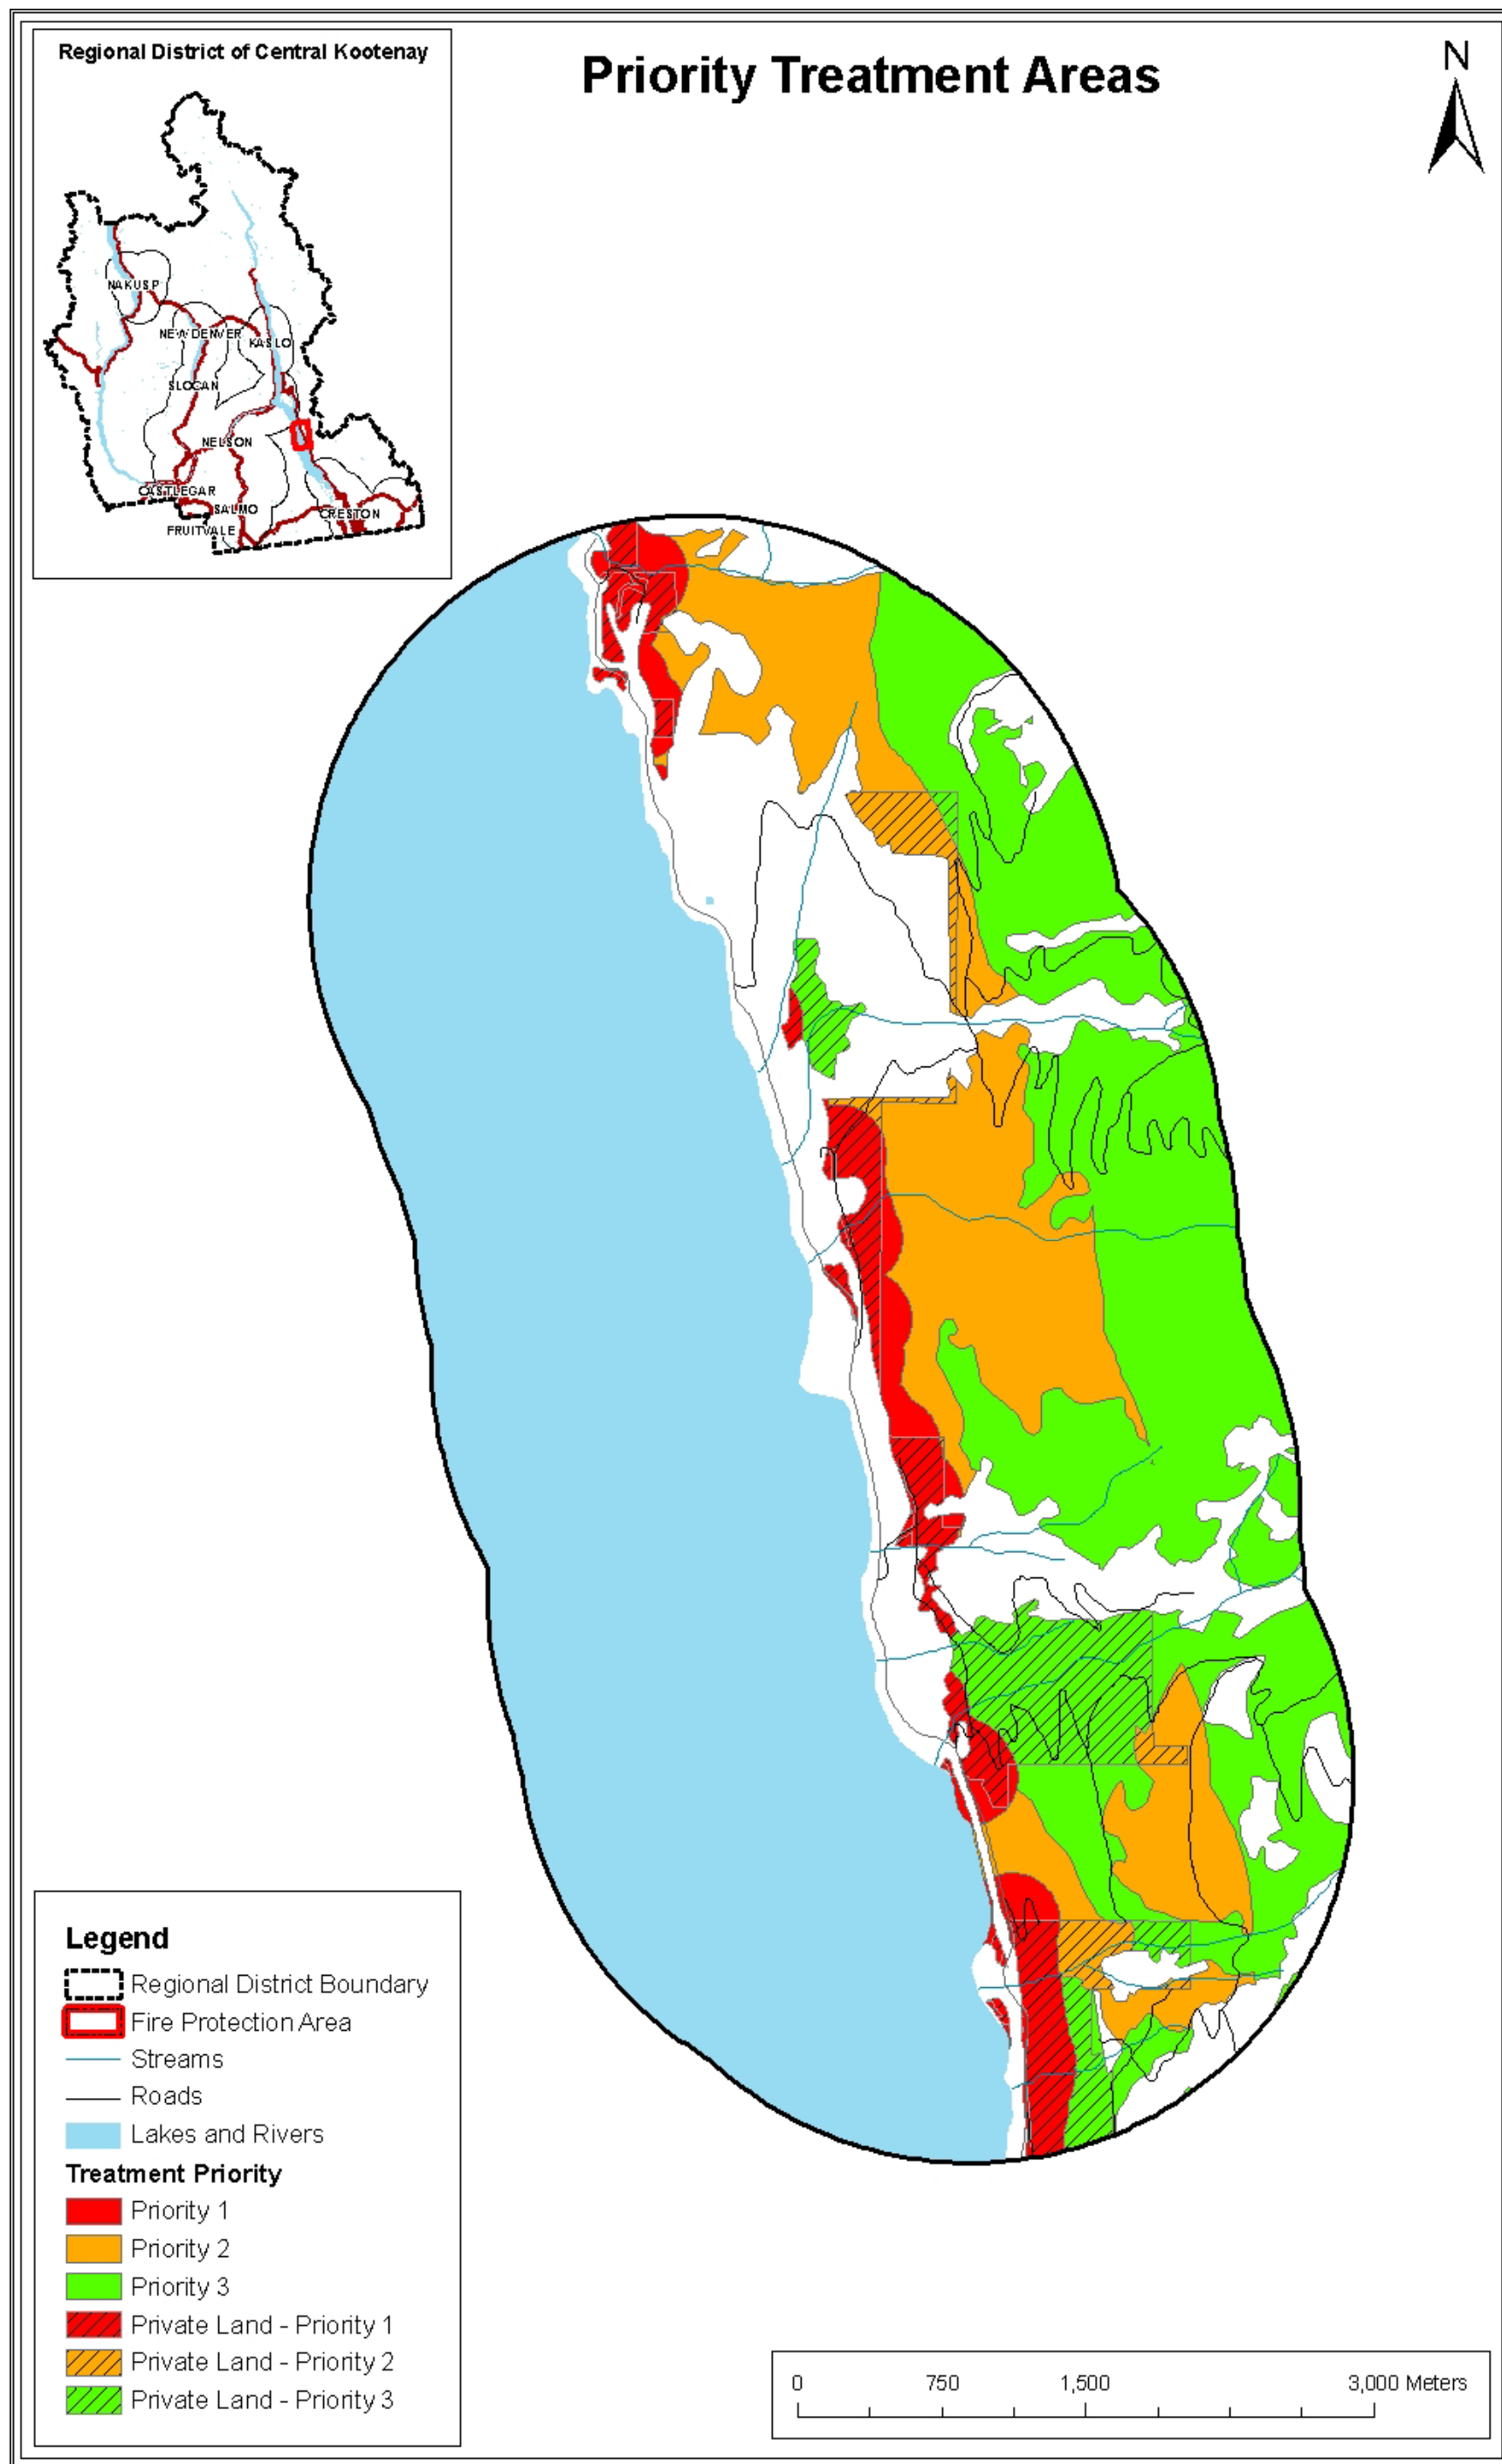 Regional District of Central Kootenay
Priority Treatment Areas
N
NAKUSP
NEW DENVER
KASLO
SLOCAN
NELSON
CASTLEGAR
SALMO
CRESTON
FRUITVALE
Legend
Regional District Boundary
Fire Protection Area
Streams
Roads
Lakes and Rivers
Treatment Priority
Priority 1
Priority 2
Priority 3
Private Land - Priority 1
Private Land - Priority 2
Private Land - Priority 3
0 750 1,500 3,000 Meters